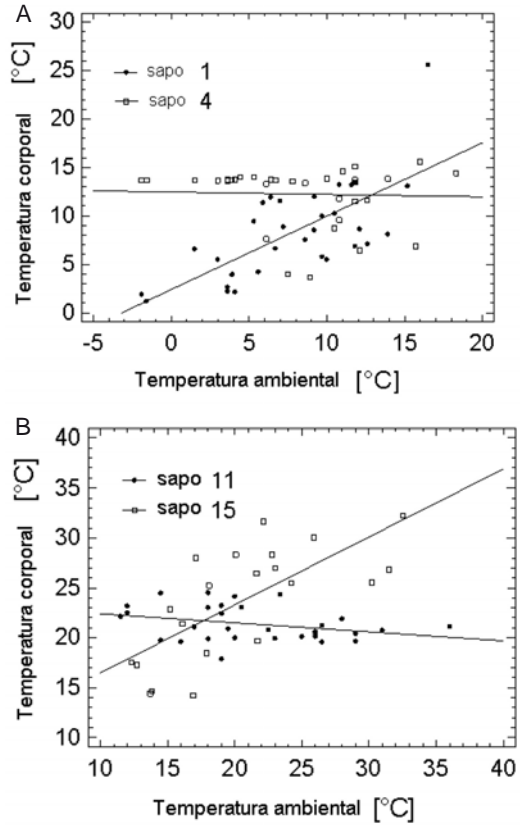 A
Temperatura corporal [°C]
30
25
20
15
10
5
0
sapo 1
sapo 4
-5 0 5 10 15 20
Temperatura ambiental [°C]
B
Temperatura corporal [°C]
40
35
30
25
20
15
10
sapo 11
sapo 15
10 15 20 25 30 35 40
Temperatura ambiental [°C]